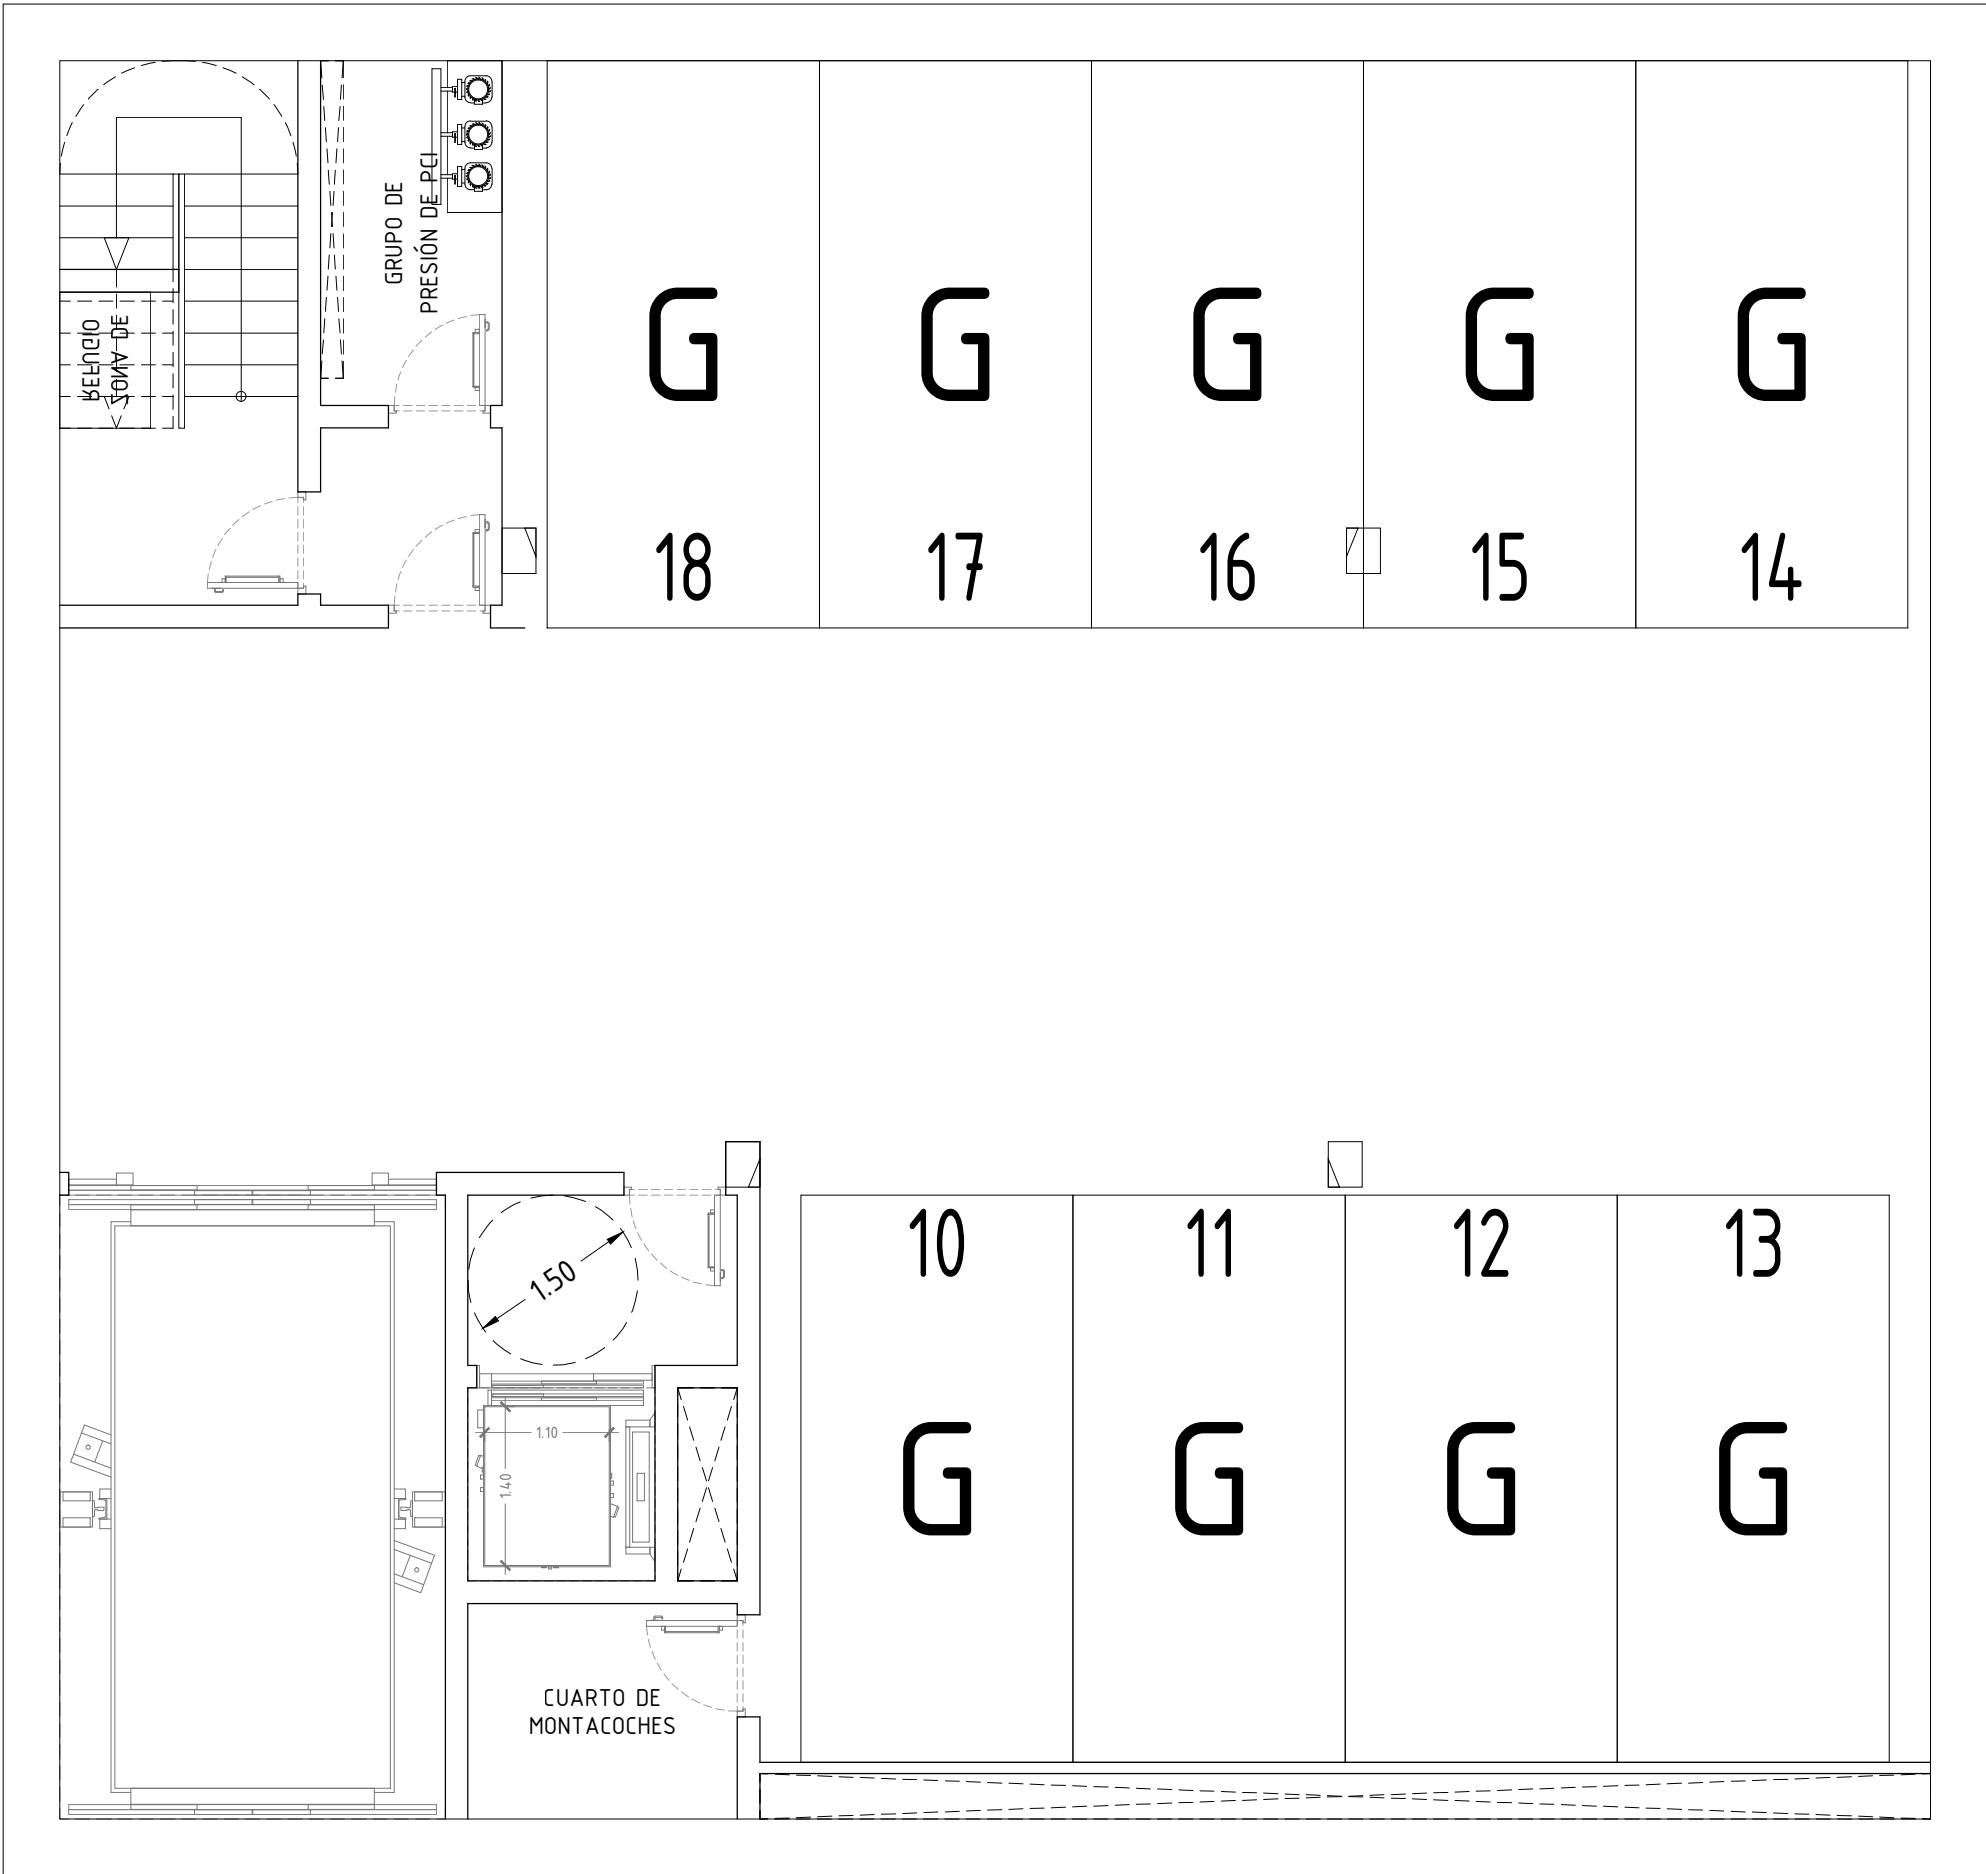 GRUPO DE
PRESIÓN DE PCI
ZONA DE
REFUGIO
G G G G G
18 17 16 15 14
10 11 12 13
1.50
1.10
1.40
G G G G
CUARTO DE
MONTACOCHES